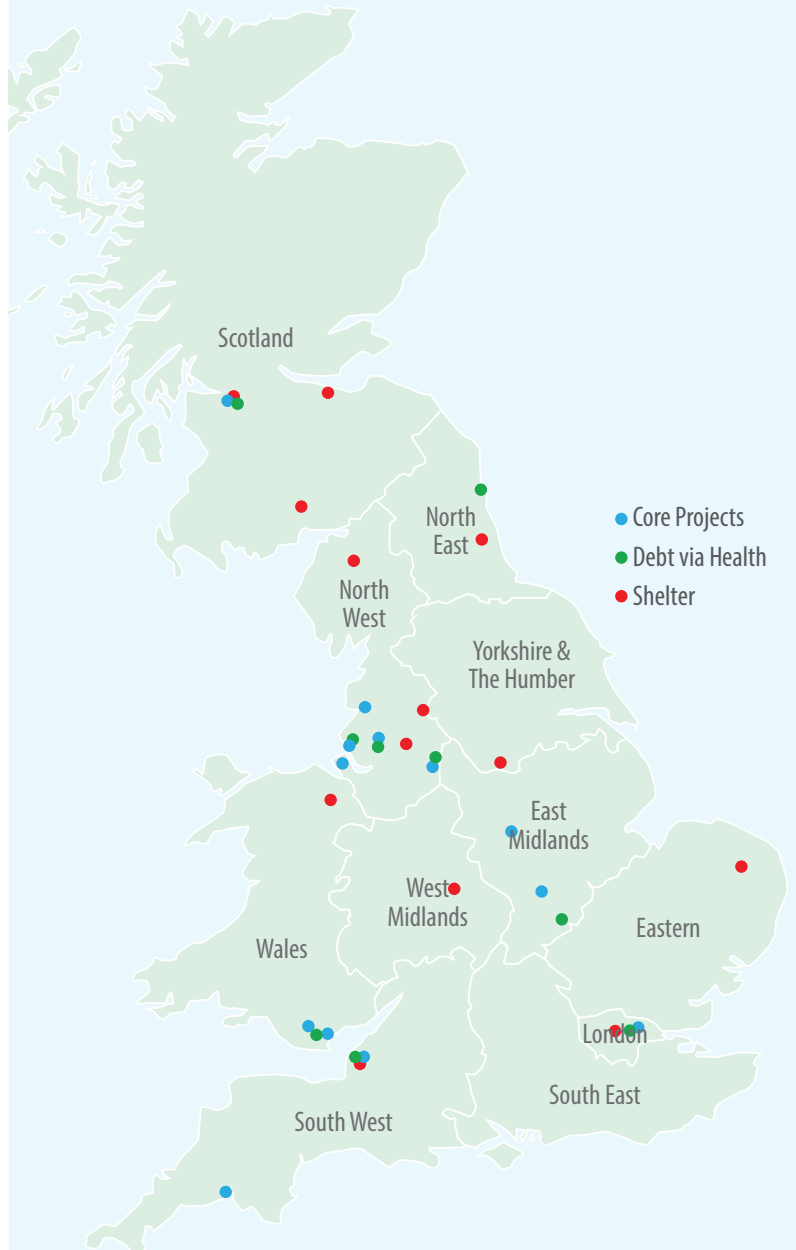 Scotland
North
East
Core Projects
Debt via Health
Shelter
North
West
Yorkshire &
The Humber
East
Midlands
West
Midlands
Eastern
Wales
London
South East
South West